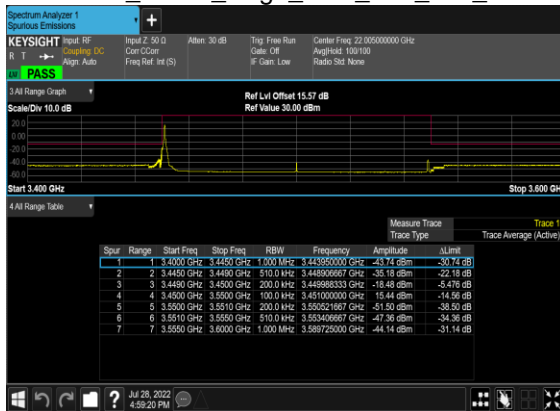 Spectrum Analyzer 1
Spurious Emissions
+
KEYSIGHT Input: RF
R T Coupling: DC
Align: Auto
Input Z: 50 Ω
Corr CCorr
Freq Ref: Int (S)
Atten: 30 dB
Trig: Free Run
Gate: Off
IF Gain: Low
Center Freq: 22.005000000 GHz
Avg|Hold: 100/100
Radio Std: None
PASS
3 All Range Graph
Ref Lvl Offset 15.57 dB
Scale/Div 10.0 dB
Ref Value 30.00 dBm
20.0
0.00
-20.0
-40.0
-60.0
Start 3.400 GHz
Stop 3.600 GH
4 All Range Table
Measure Trace Trace 1
Trace Type Trace Average (Active)
Spur Range Start Freq Stop Freq RBW Frequency Amplitude ΔLimit
1 1 3.4000 GHz 3.4450 GHz 1.000 MHz 3.443950000 GHz -43.74 dBm -30.74 dB
2 2 3.4450 GHz 3.4490 GHz 510.0 kHz 3.448906667 GHz -35.18 dBm -22.18 dB
3 3 3.4490 GHz 3.4500 GHz 200.0 kHz 3.449988333 GHz -18.48 dBm -5.476 dB
4 4 3.4500 GHz 3.5500 GHz 100.0 kHz 3.451000000 GHz 15.44 dBm -14.56 dB
5 5 3.5500 GHz 3.5510 GHz 200.0 kHz 3.550521667 GHz -51.50 dBm -38.50 dB
6 6 3.5510 GHz 3.5550 GHz 510.0 kHz 3.553406667 GHz -47.36 dBm -34.36 dB
7 7 3.5550 GHz 3.6000 GHz 1.000 MHz 3.589725000 GHz -44.14 dBm -31.14 dB
?
Jul 28, 2022
4:59:20 PM